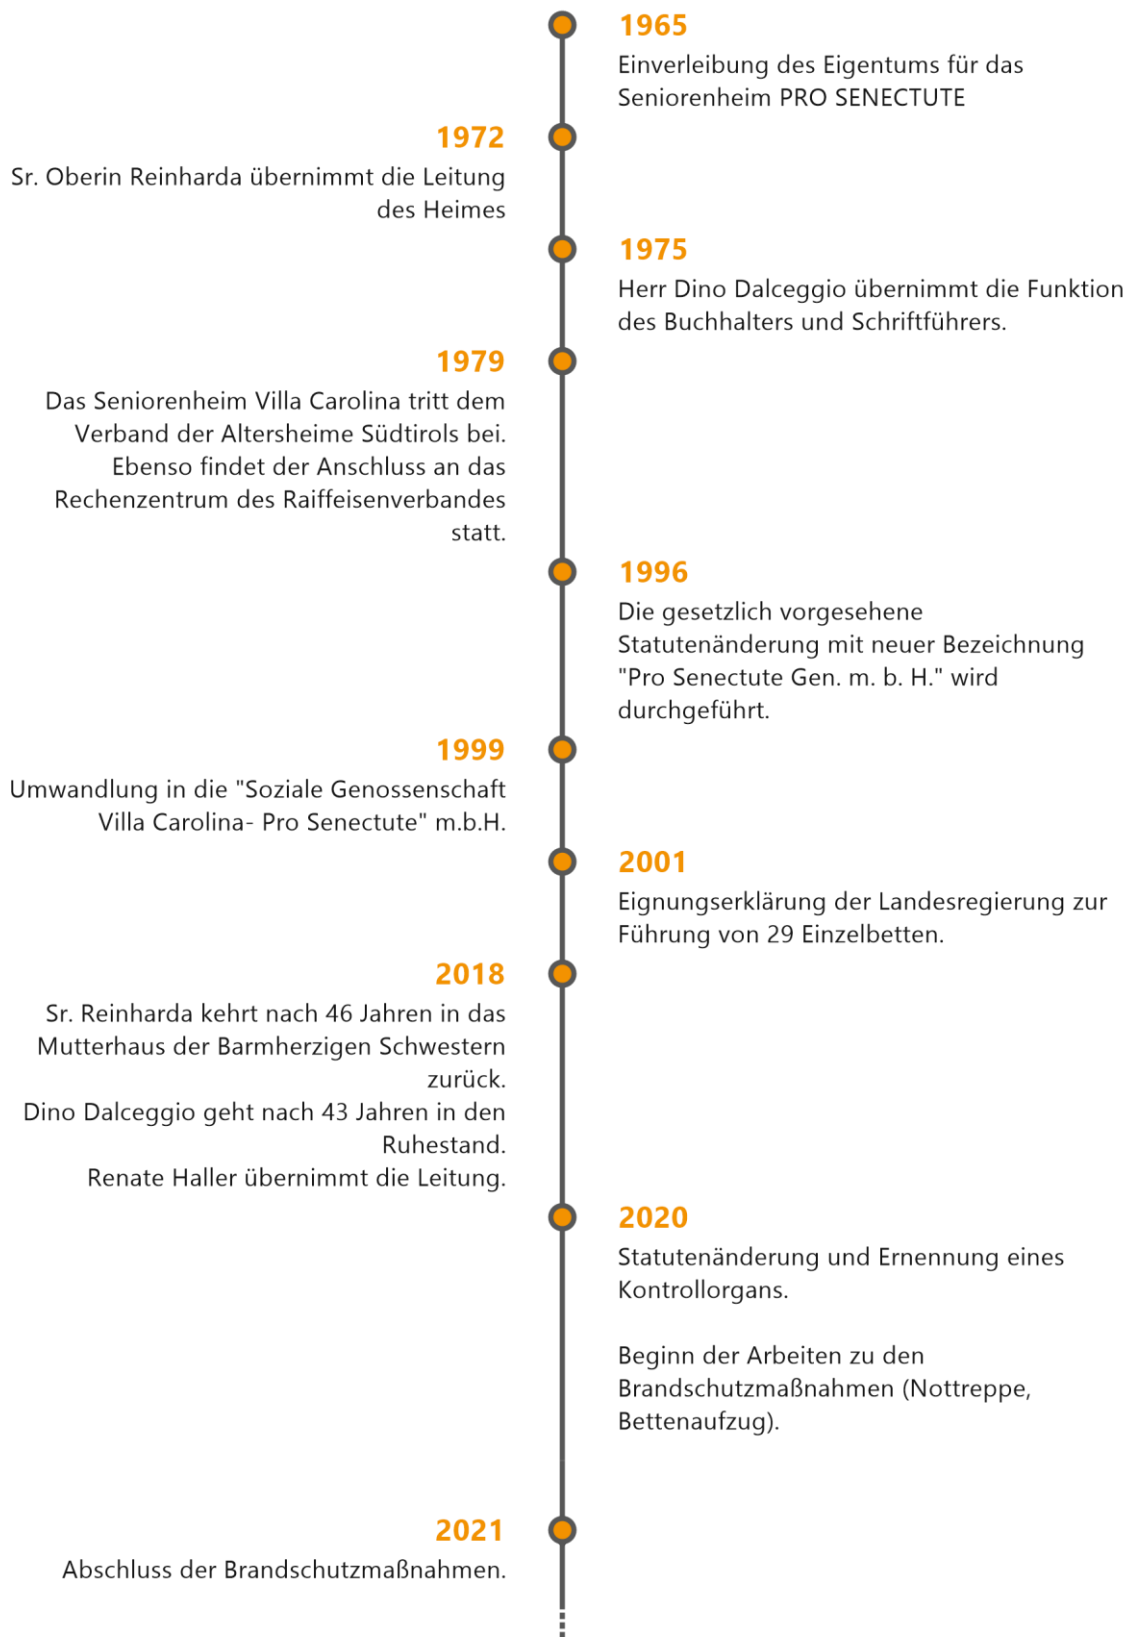 1965
Einverleibung des Eigentums für das
Seniorenheim PRO SENECTUTE
1972
Sr. Oberin Reinharda übernimmt die Leitung
des Heimes
1975
Herr Dino Dalceggio übernimmt die Funktion
des Buchhalters und Schriftführers.
1979
Das Seniorenheim Villa Carolina tritt dem
Verband der Altersheime Südtirols bei.
Ebenso findet der Anschluss an das
Rechenzentrum des Raiffeisenverbandes
statt.
1996
Die gesetzlich vorgesehene
Statutenänderung mit neuer Bezeichnung
"Pro Senectute Gen. m. b. H." wird
durchgeführt.
1999
Umwandlung in die "Soziale Genossenschaft
Villa Carolina- Pro Senectute" m.b.H.
2001
Eignungserklärung der Landesregierung zur
Führung von 29 Einzelbetten.
2018
Sr. Reinharda kehrt nach 46 Jahren in das
Mutterhaus der Barmherzigen Schwestern
zurück.
Dino Dalceggio geht nach 43 Jahren in den
Ruhestand.
Renate Haller übernimmt die Leitung.
2020
Statutenänderung und Ernennung eines
Kontrollorgans.
Beginn der Arbeiten zu den
Brandschutzmaßnahmen (Nottreppe,
Bettenaufzug).
2021
Abschluss der Brandschutzmaßnahmen.